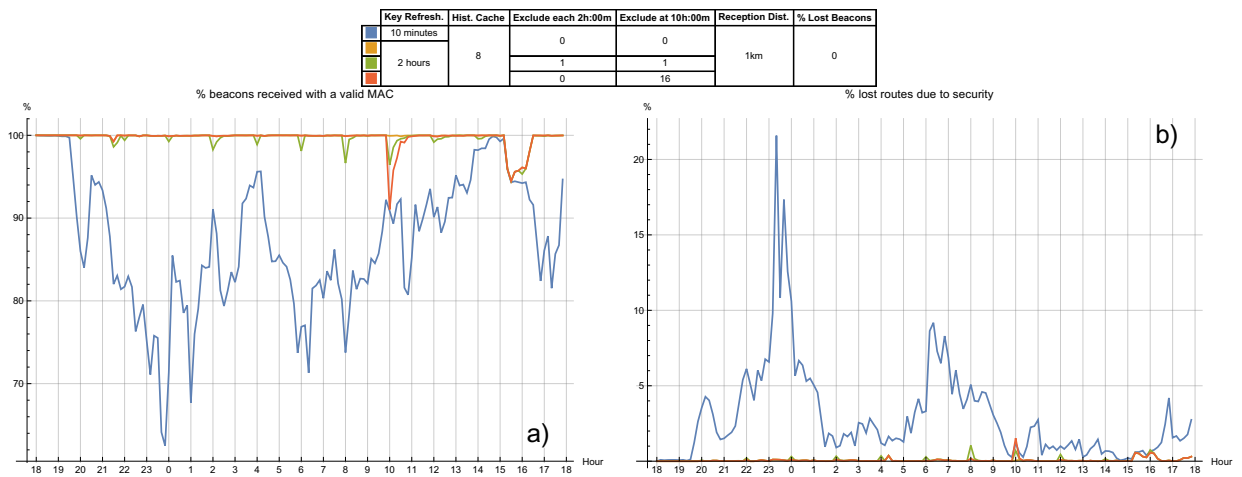 Key Refresh. Hist. Cache Exclude each 2h:00m Exclude at 10h:00m Reception Dist. % Lost Beacons
10 minutes 8 0 0 1km 0
2 hours 1 1
0 16
% beacons received with a valid MAC
%
100
90
80
70
18 19 20 21 22 23 0 1 2 3 4 5 6 7 8 9 10 11 12 13 14 15 16 17 18 Hour
a)
% lost routes due to security
%
20
15
10
5
18 19 20 21 22 23 0 1 2 3 4 5 6 7 8 9 10 11 12 13 14 15 16 17 18 Hour
b)